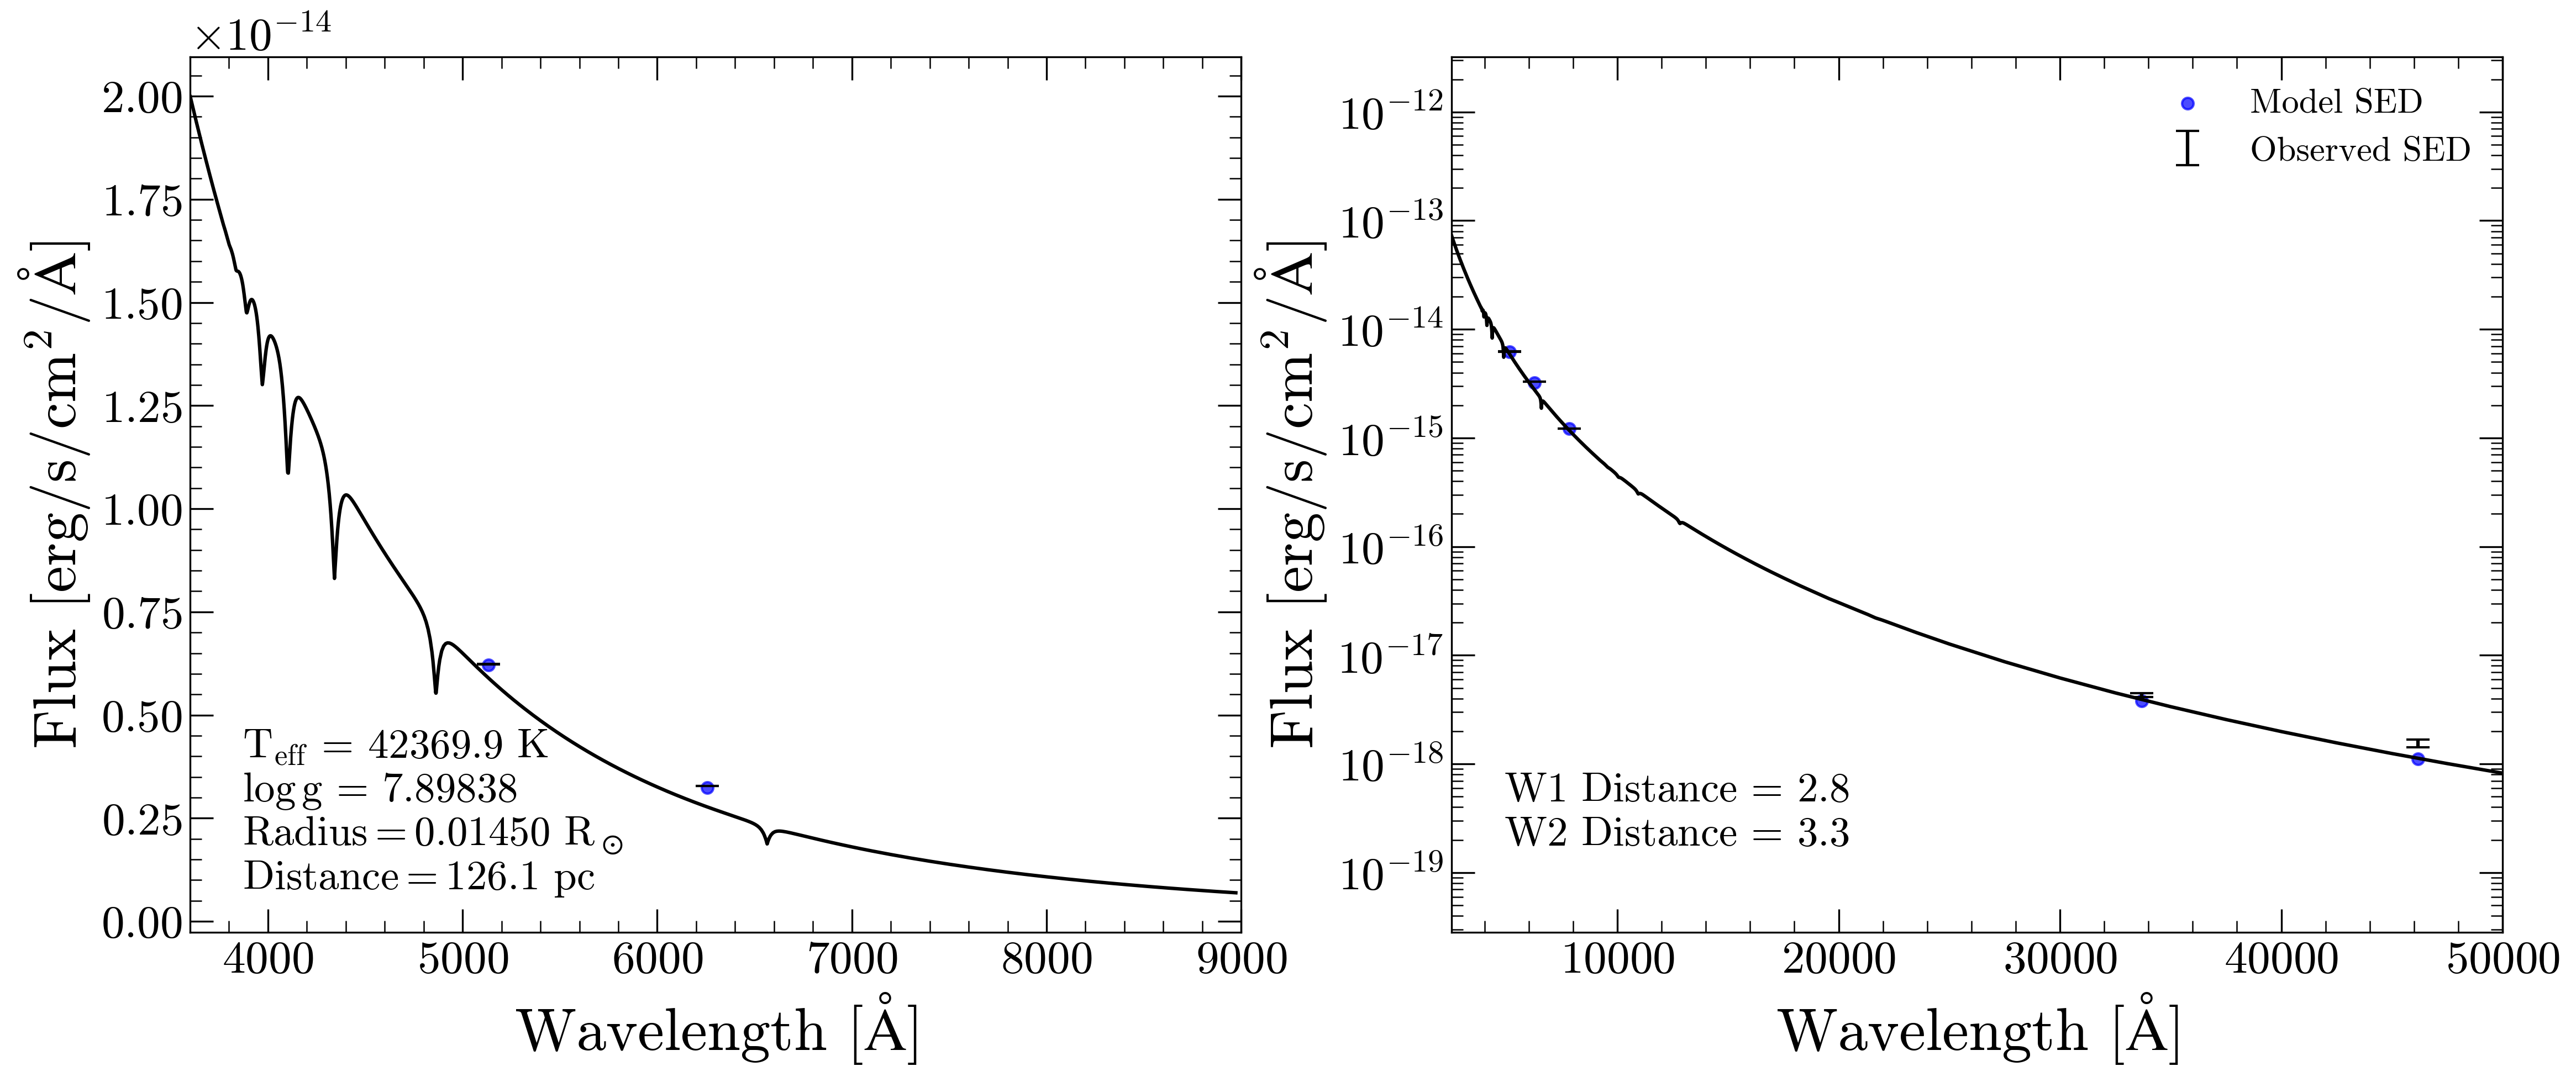 ×10⁻¹⁴
2.00
1.75
1.50
1.25
1.00
0.75
0.50
0.25
0.00
Flux [erg/s/cm²/Å]
T_eff = 42369.9 K
log g = 7.89838
Radius = 0.01450 R_⊙
Distance = 126.1 pc
4000 5000 6000 7000 8000 9000
Wavelength [Å]
10⁻¹²
10⁻¹³
10⁻¹⁴
10⁻¹⁵
10⁻¹⁶
10⁻¹⁷
10⁻¹⁸
10⁻¹⁹
Flux [erg/s/cm²/Å]
Model SED
Observed SED
W1 Distance = 2.8
W2 Distance = 3.3
10000 20000 30000 40000 50000
Wavelength [Å]